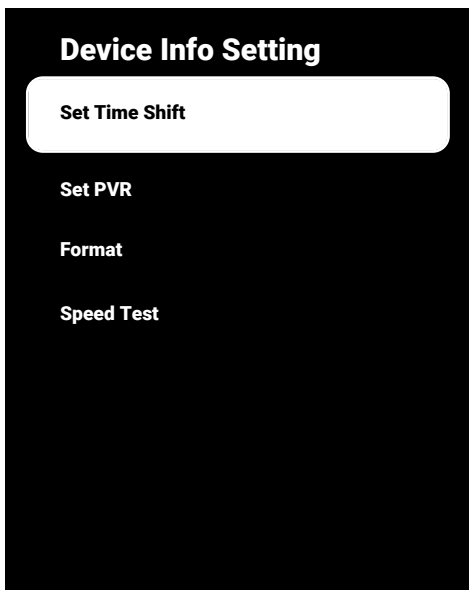 Device Info Setting
Set Time Shift
Set PVR
Format
Speed Test